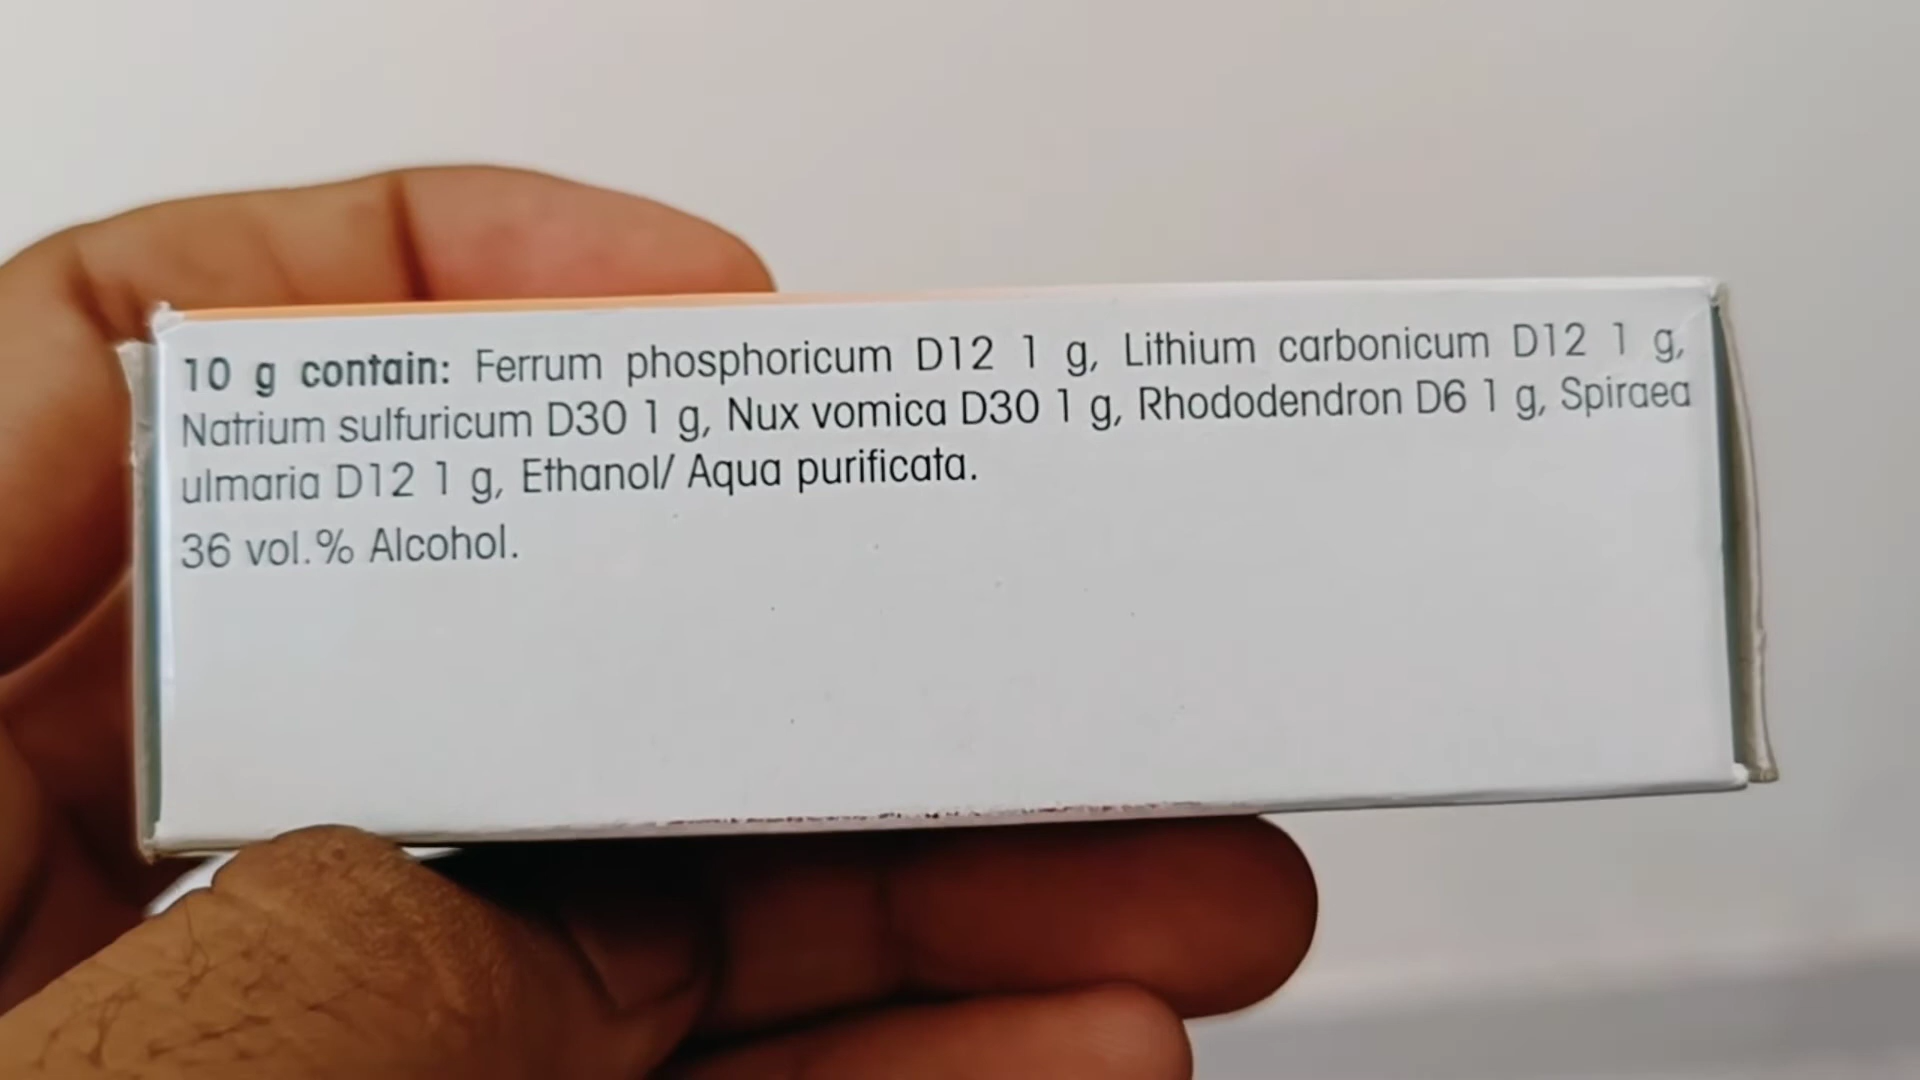 10 g contain: Ferrum phosphoricum D12 1 g, Lithium carbonicum D12 1 g,
Natrium sulfuricum D30 1 g, Nux vomica D30 1 g, Rhododendron D6 1 g, Spiraea
ulmaria D12 1 g, Ethanol/ Aqua purificata.
36 vol.% Alcohol.